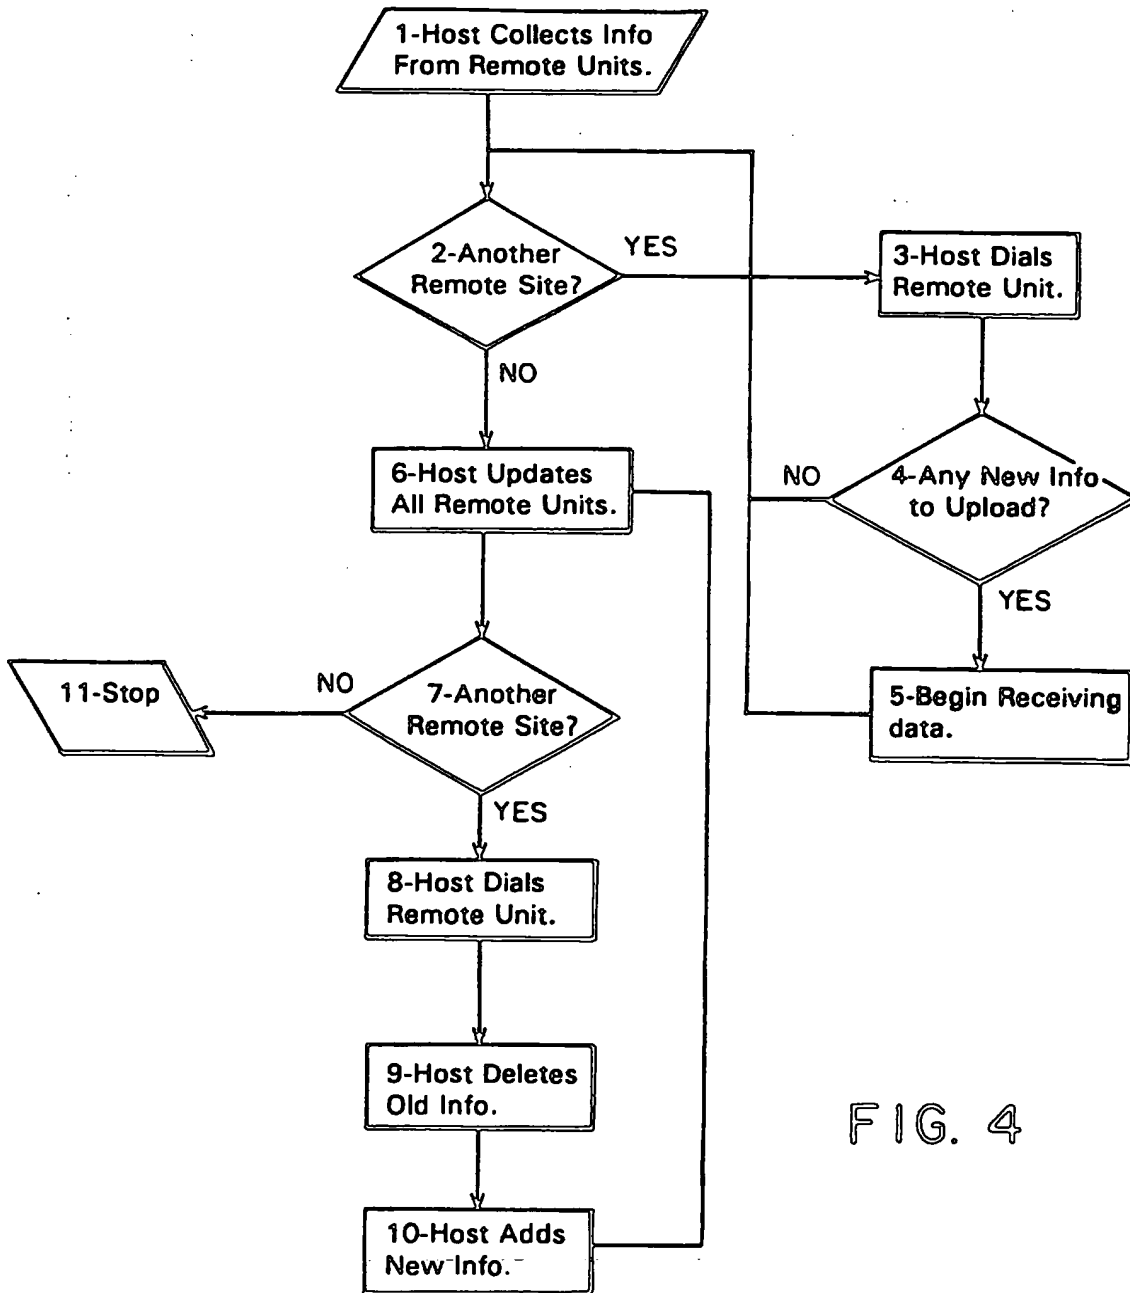 1-Host Collects Info
From Remote Units.
2-Another
Remote Site?
YES
3-Host Dials
Remote Unit.
NO
6-Host Updates
All Remote Units.
NO
4-Any New Info
to Upload?
YES
11-Stop
NO
7-Another
Remote Site?
5-Begin Receiving
data.
YES
8-Host Dials
Remote Unit.
9-Host Deletes
Old Info.
FIG. 4
10-Host Adds
New Info.